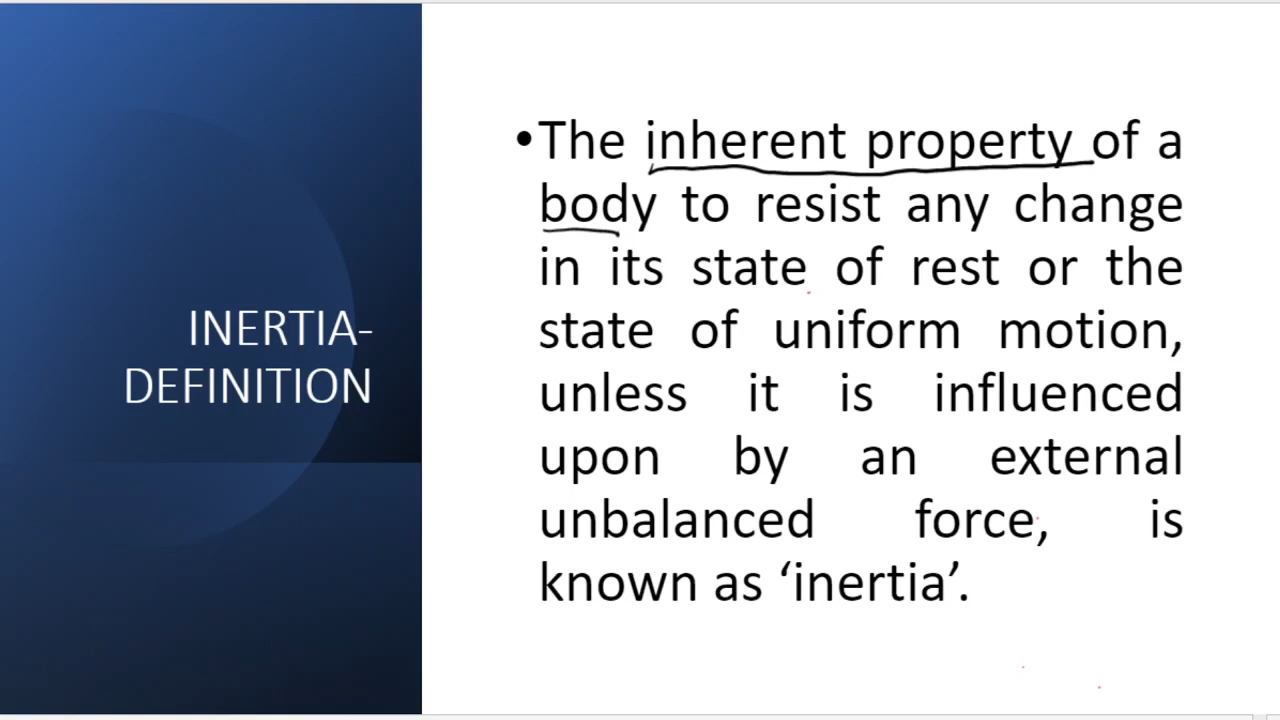 INERTIA-
DEFINITION
•The inherent property of a
body to resist any change
in its state of rest or the
state of uniform motion,
unless it is influenced
upon by an external
unbalanced force, is
known as ‘inertia’.